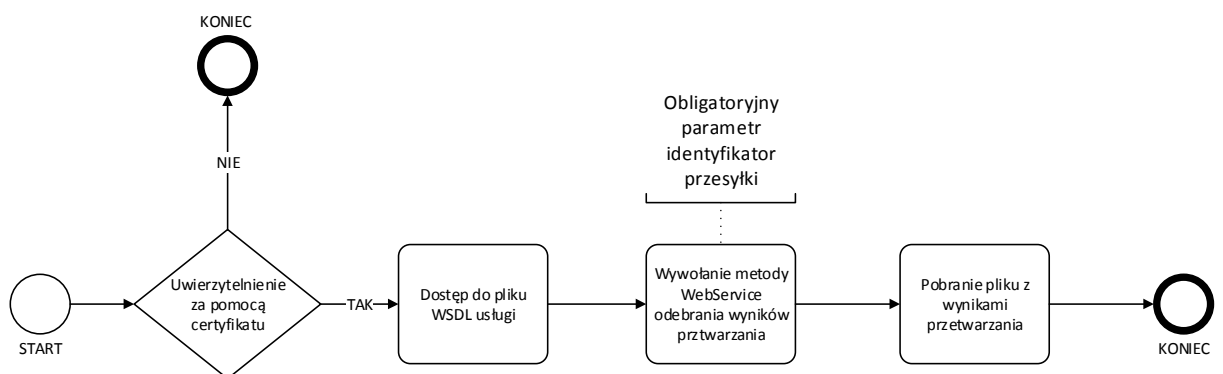 KONIEC
Obligatoryjny
parametr
identyfikator
przesyłki
NIE
Uwierzytelnienie
za pomocą
certyfikatu
TAK
Dostęp do pliku
WSDL usługi
Wywołanie metody
WebService
odebrania wyników
prztwarzania
Pobranie pliku z
wynikami
przetwarzania
START
KONIEC